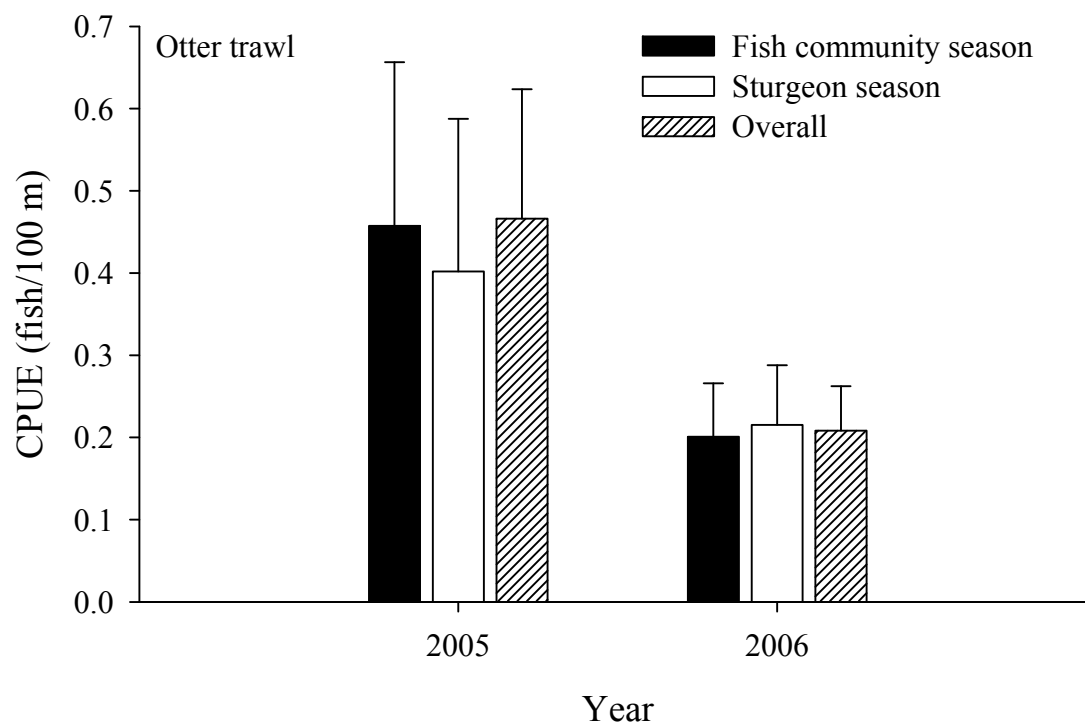 Otter trawl
Fish community season
Sturgeon season
Overall
CPUE (fish/100 m)
0.7
0.6
0.5
0.4
0.3
0.2
0.1
0.0
2005 2006
Year